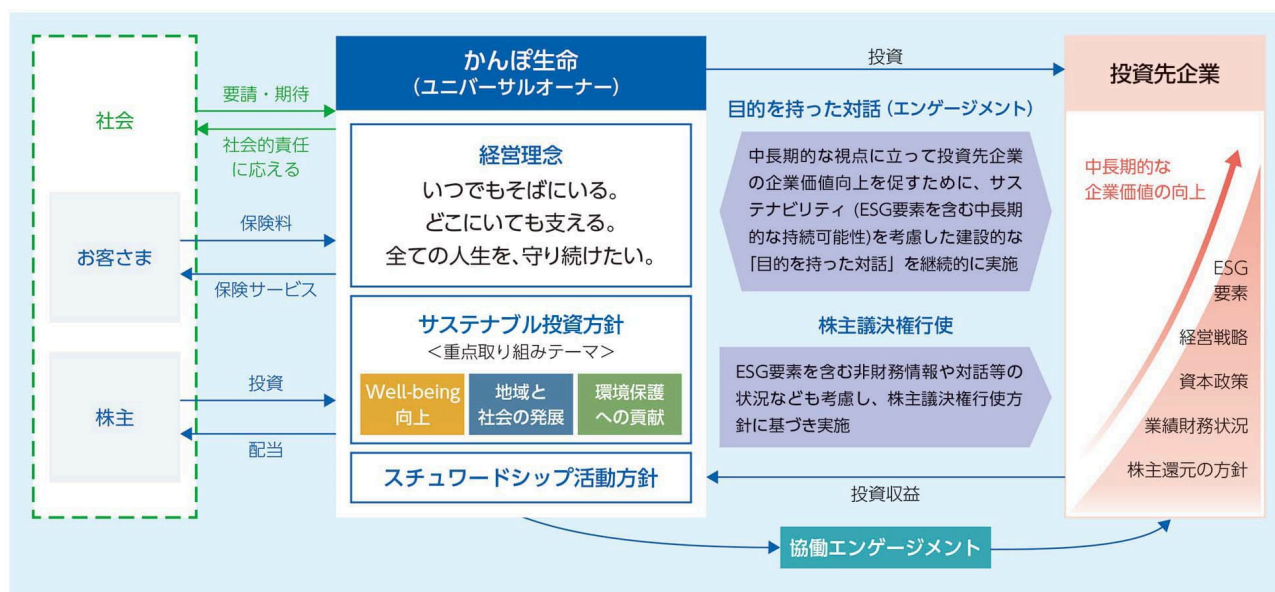 社会
要請・期待
社会的責任
に応える
お客さま
保険料
保険サービス
株主
投資
配当
かんぽ生命
（ユニバーサルオーナー）
経営理念
いつでもそばにいる。
どこにいても支える。
全ての人生を、守り続けたい。
サステナブル投資方針
＜重点取り組みテーマ＞
Well-being
向上
地域と
社会の発展
環境保護
への貢献
スチュワードシップ活動方針
投資
目的を持った対話（エンゲージメント）
中長期的な視点に立って投資先企業
の企業価値向上を促すために、サス
テナビリティ (ESG要素を含む中長期
的な持続可能性)を考慮した建設的な
「目的を持った対話」を継続的に実施
株主議決権行使
ESG要素を含む非財務情報や対話等の
状況なども考慮し、株主議決権行使方
針に基づき実施
投資収益
協働エンゲージメント
投資先企業
中長期的な
企業価値の向上
ESG
要素
経営戦略
資本政策
業績財務状況
株主還元の方針